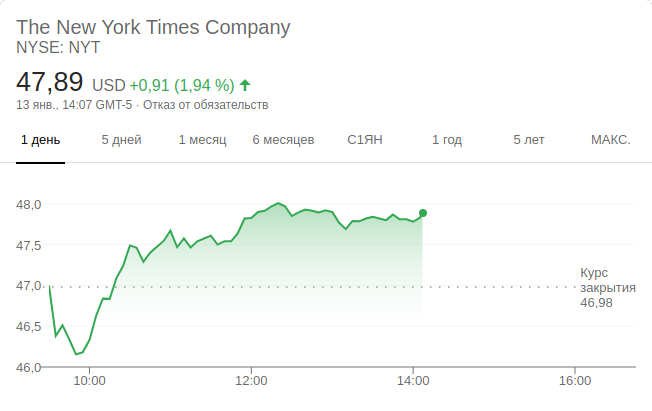 The New York Times Company
NYSE: NYT
47,89 USD +0,91 (1,94 %)
13 янв., 14:07 GMT-5 · Отказ от обязательств
1 день 5 дней 1 месяц 6 месяцев С1ЯН 1 год 5 лет МАКС.
48,0
47,5
47,0
46,5
46,0
Курс
закрытия
46,98
10:00 12:00 14:00 16:00